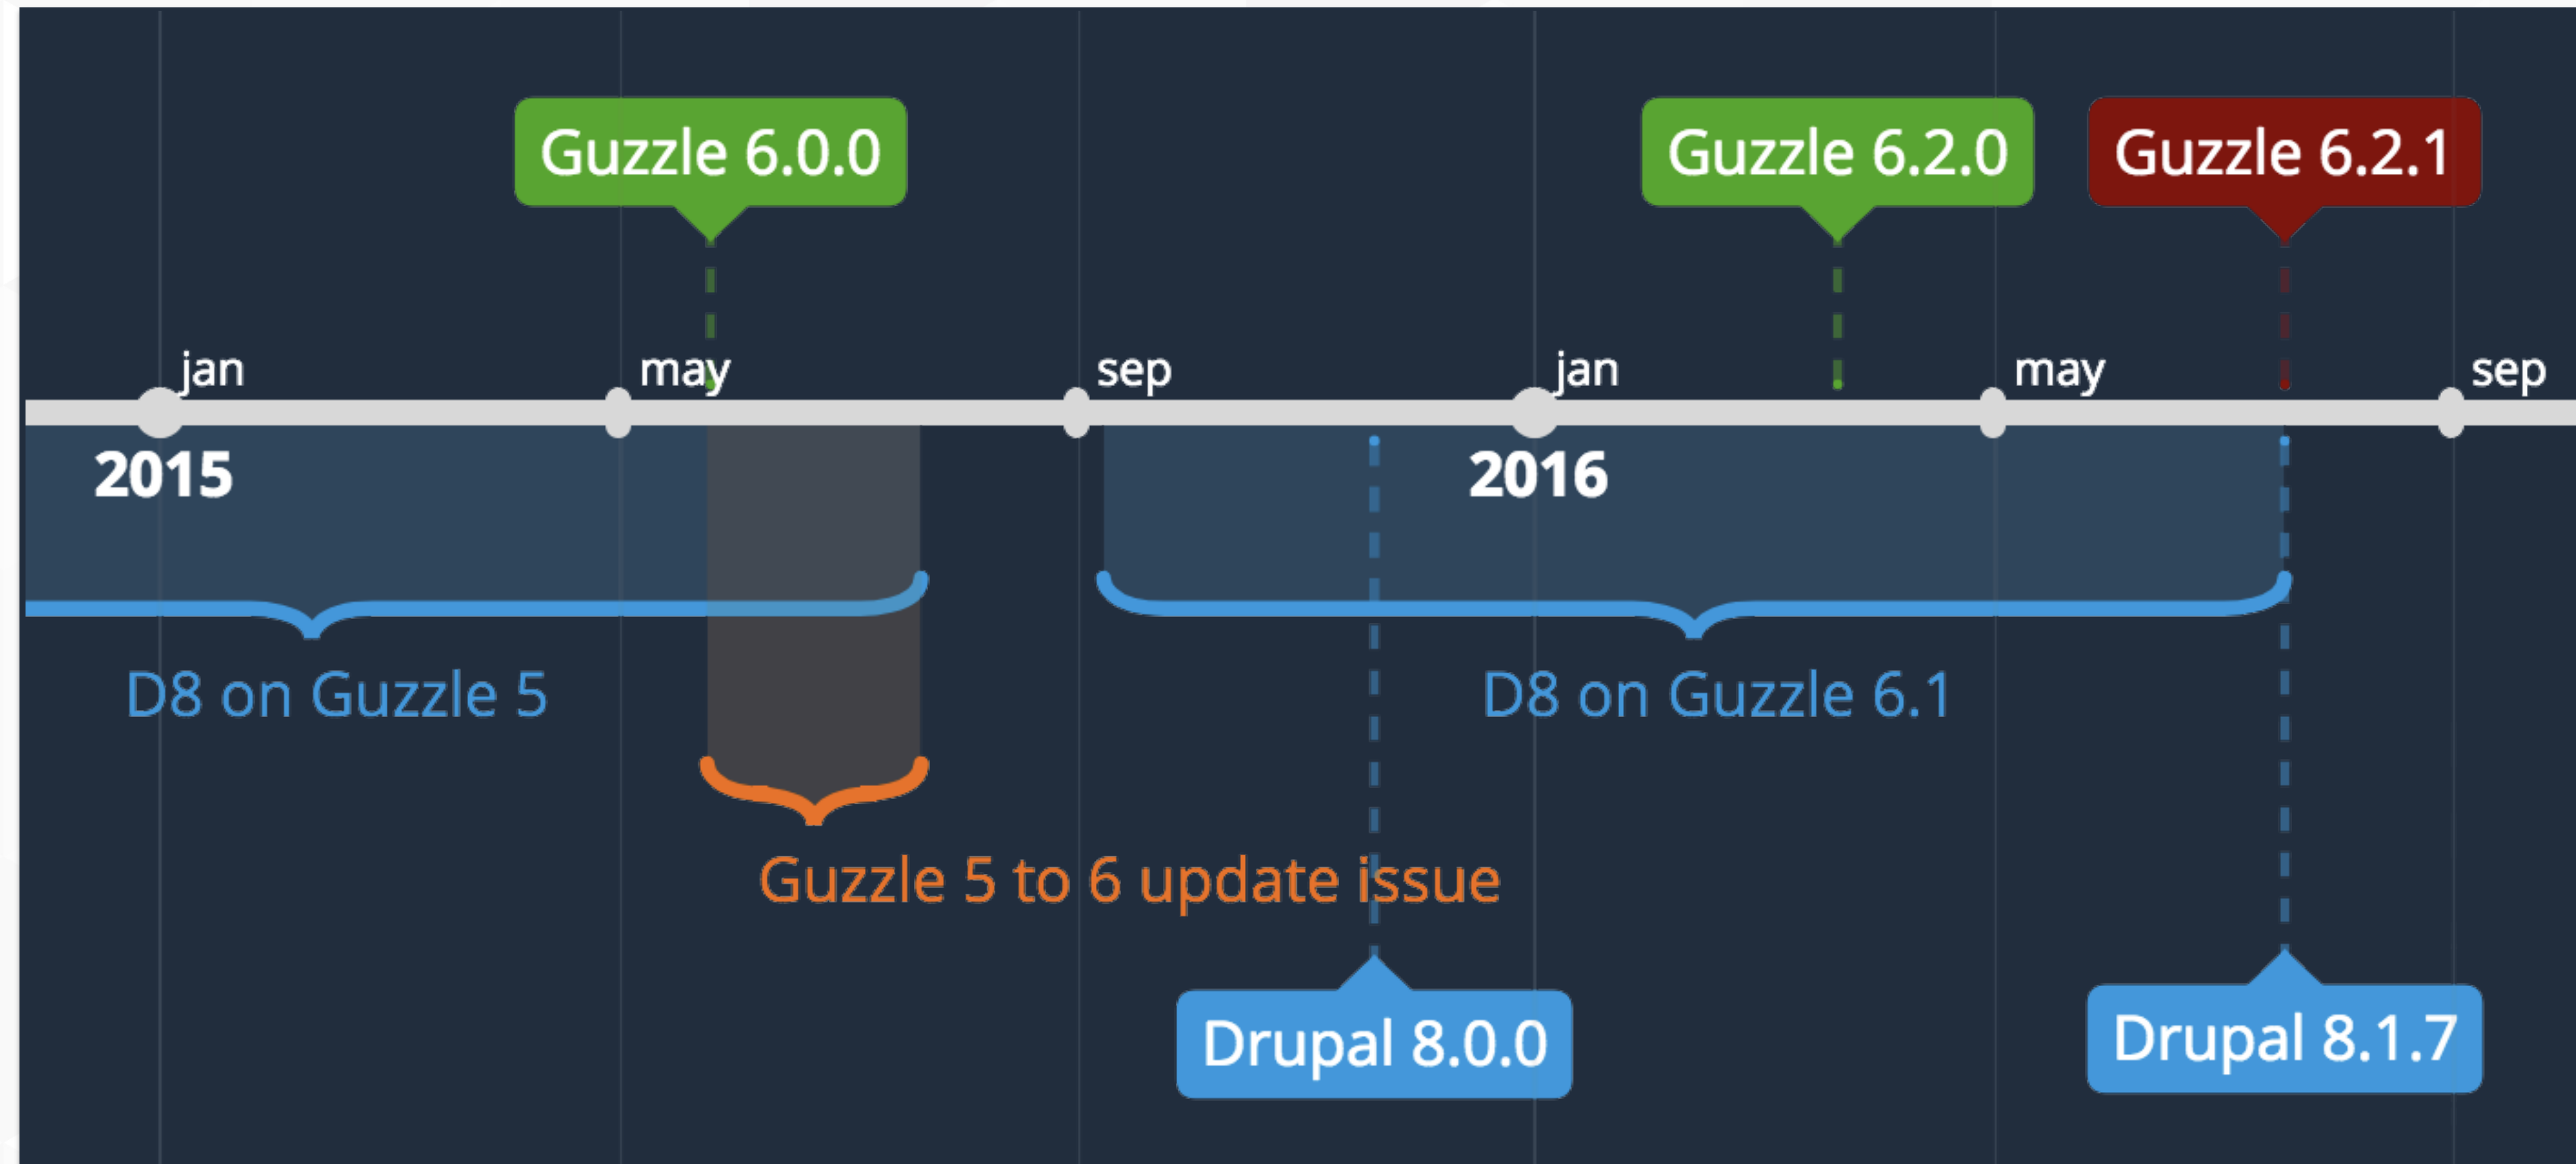 Guzzle 6.0.0
Guzzle 6.2.0
Guzzle 6.2.1
jan
may
sep
jan
may
sep
2015
2016
D8 on Guzzle 5
D8 on Guzzle 6.1
Guzzle 5 to 6 update issue
Drupal 8.0.0
Drupal 8.1.7